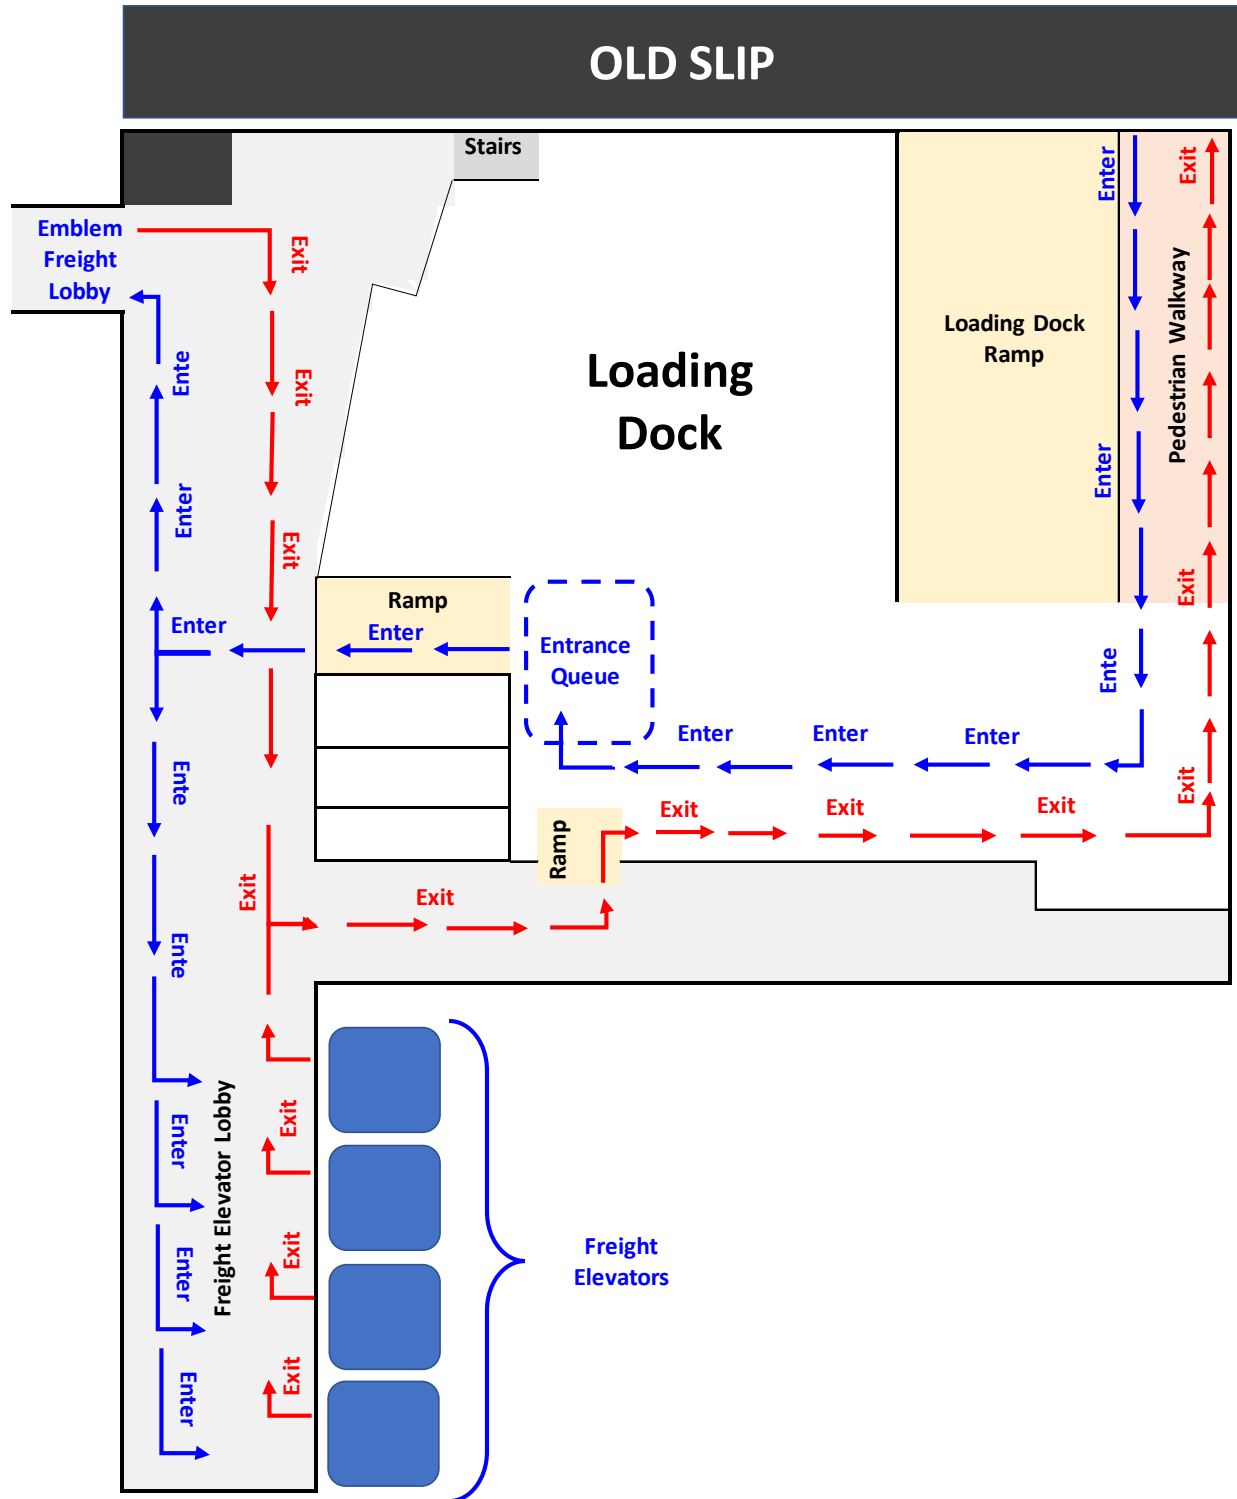 OLD SLIP
Stairs
Enter
Exit
Emblem
Freight
Lobby
Exit
Loading Dock
Ramp
Pedestrian Walkway
Loading
Dock
Ente
Exit
Enter
Enter
Exit
Exit
Ramp
Enter
Enter
Entrance
Queue
Ente
Enter
Enter
Enter
Ente
Exit
Exit
Exit
Exit
Ramp
Exit
Exit
Ente
Freight Elevator Lobby
Exit
Enter
Exit
Enter
Freight
Elevators
Exit
Enter